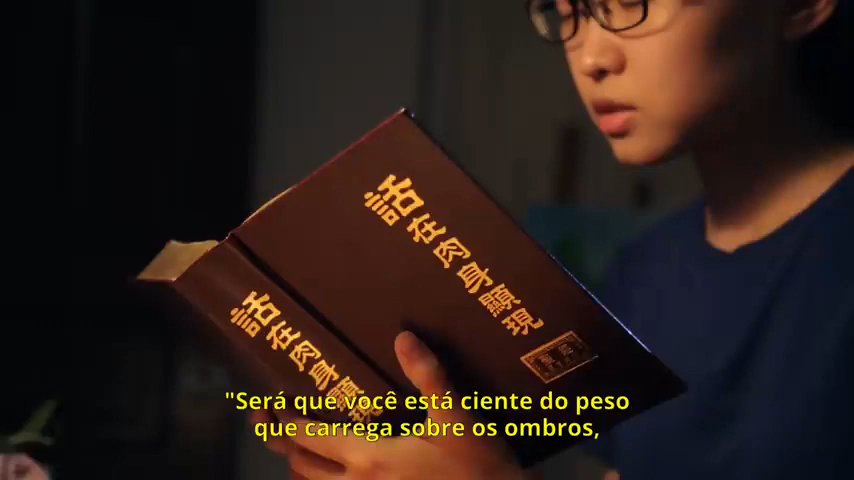 話在肉身顯現
話在肉身顯現
"Será que você está ciente do peso
que carrega sobre os ombros,